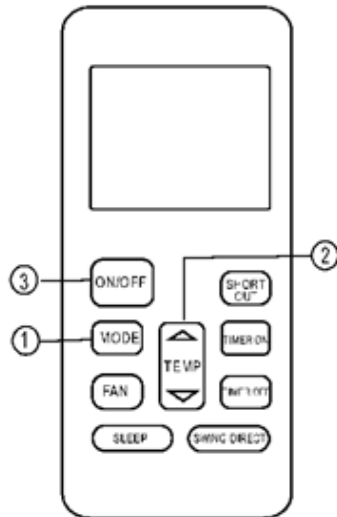 ②
③
ON/OFF
SHORT
CUT
①
MODE
TEMP
TIMER ON
FAN
TIMER OFF
SLEEP
SWING DIRECT